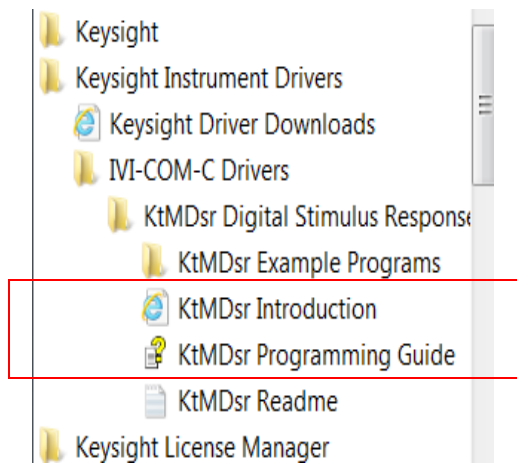 Keysight
Keysight Instrument Drivers
Keysight Driver Downloads
IVI-COM-C Drivers
KtMDsr Digital Stimulus Response
KtMDsr Example Programs
KtMDsr Introduction
KtMDsr Programming Guide
KtMDsr Readme
Keysight License Manager